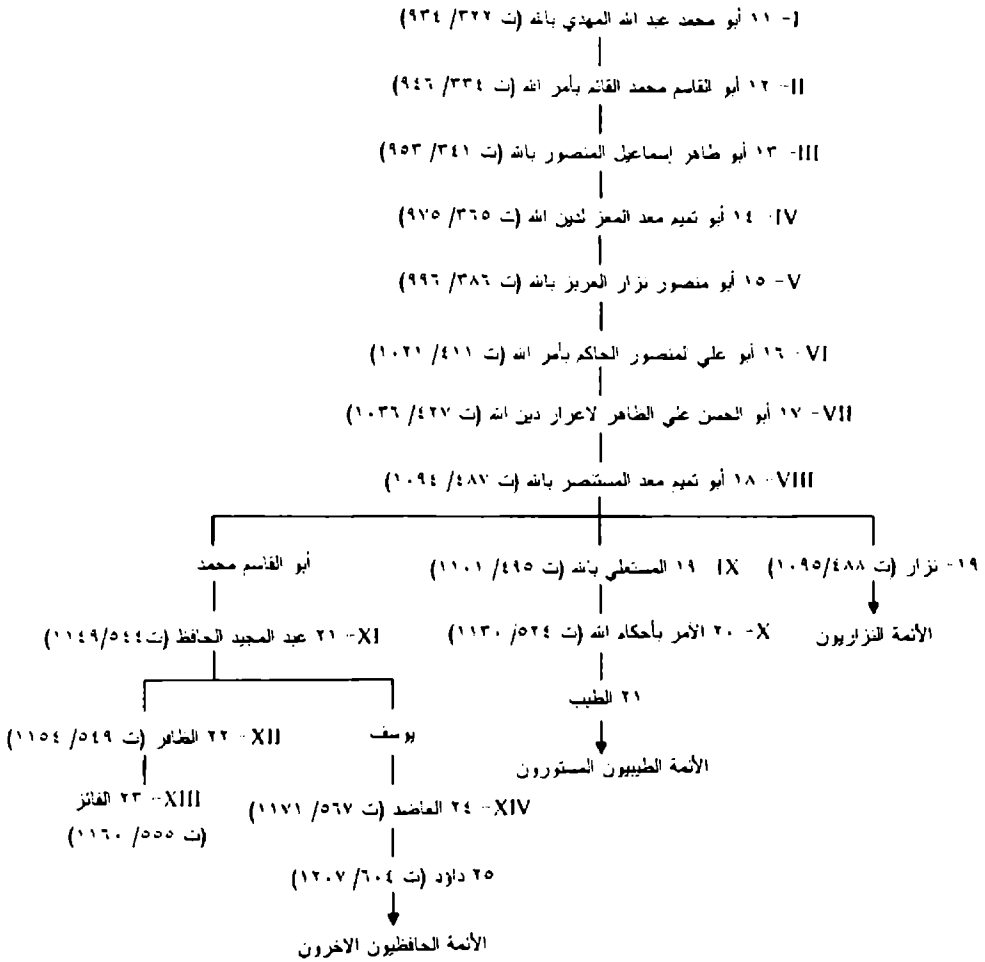 I- ١١ أبو محمد عبد الله المهدي بالله (ت ٣٢٢/ ٩٣٤)
II- ١٢ أبو القاسم محمد القائم بأمر الله (ت ٣٣٤/ ٩٤٦)
III- ١٣ أبو طاهر إسماعيل المنصور بالله (ت ٣٤١/ ٩٥٣)
IV- ١٤ أبو تميم معد المعز لدين الله (ت ٣٦٥/ ٩٧٥)
V- ١٥ أبو منصور نزار العزيز بالله (ت ٣٨٦/ ٩٩٦)
VI- ١٦ أبو علي المنصور الحاكم بأمر الله (ت ٤١١/ ١٠٢١)
VII- ١٧ أبو الحسن علي الظاهر لاعزاز دين الله (ت ٤٢٧/ ١٠٣٦)
VIII- ١٨ أبو تميم معد المستنصر بالله (ت ٤٨٧/ ١٠٩٤)
١٩- نزار (ت ٤٨٨/١٠٩٥)
IX ١٩ المستعلي بالله (ت ٤٩٥/ ١١٠١)
أبو القاسم محمد
الأئمة النزاريون
X- ٢٠ الأمر بأحكام الله (ت ٥٢٤/ ١١٣٠)
XI- ٢١ عبد المجيد الحافظ (ت٥٤٤/١١٤٩)
٢١ الطيب
يوسف
XII- ٢٢ الظافر (ت ٥٤٩/ ١١٥٤)
الأئمة الطيبيون المستورون
XIV- ٢٤ العاضد (ت ٥٦٧/ ١١٧١)
XIII- ٢٣ الفائز
(ت ٥٥٥/ ١١٦٠)
٢٥ داؤد (ت ٦٠٤/ ١٢٠٧)
الأئمة الحافظيون الاخرون